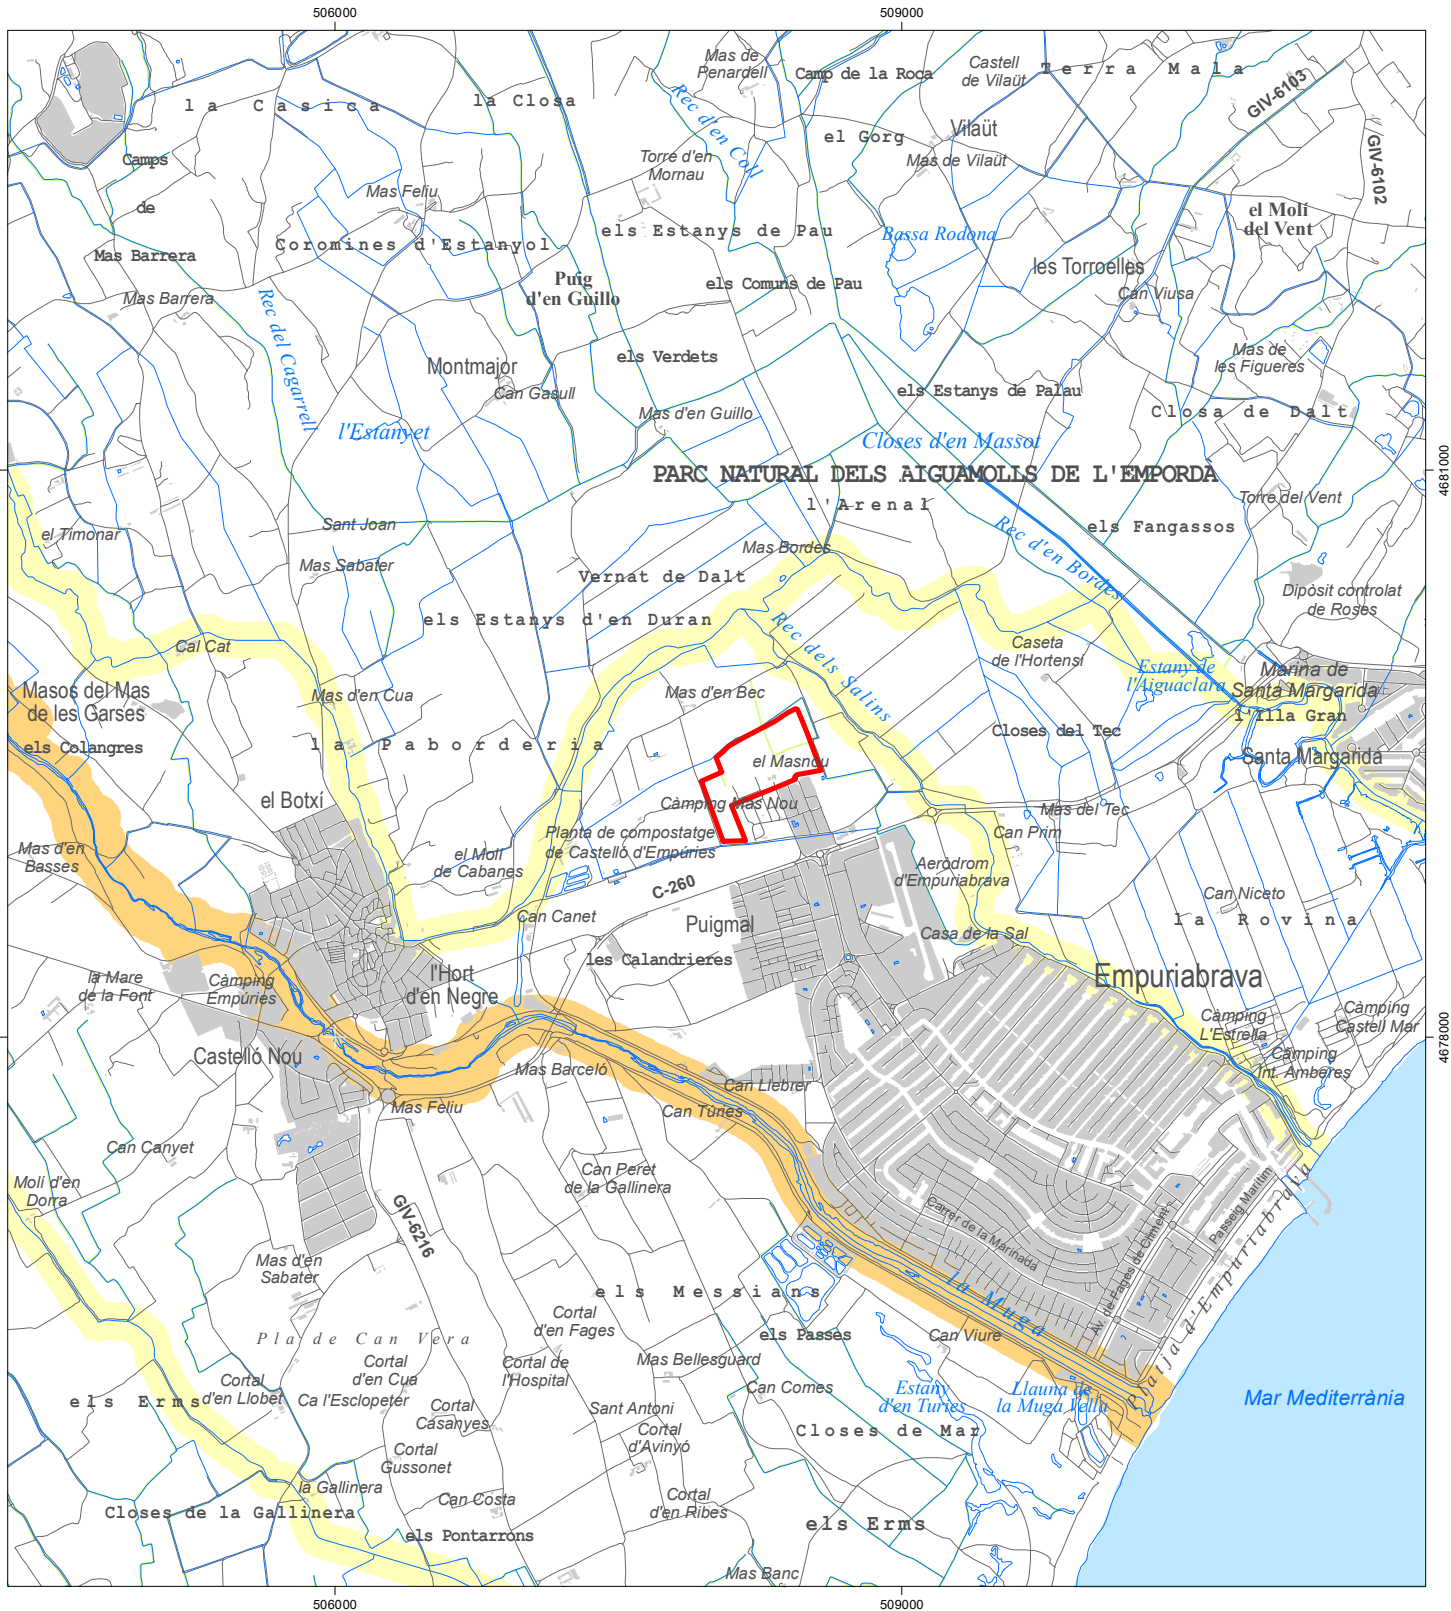 506000
509000
Mas de
Penardell
Camp de la Roca
Castell
de Vilaüt
Terra Mala
GIV-6103
la Casica
la Closa
Rec d'en Coll
el Gorg
Vilaüt
Mas de Vilaüt
GIV-6102
Camps
de
Mas Barrera
Torre d'en
Mornau
Mas Feliu
el Molí
del Vent
Coromines d'Estanyol
els Estanys de Pau
Bassa Rodona
les Torroelles
Puig
d'en Guillo
els Comuns de Pau
Can Viusa
Mas Barrera
Rec del Cagarrell
Montmajor
Can Gasull
els Verdets
Mas de
les Figueres
els Estanys de Palau
Closa de Dalt
Mas d'en Guillo
l'Estanyet
Closes d'en Massot
PARC NATURAL DELS AIGUAMOLLS DE L'EMPORDÀ
4681000
l'Arenal
Torre del Vent
els Fangassos
el Timonar
Sant Joan
Rec d'en Bordes
Mas Bordes
Mas Sabater
Vernat de Dalt
Dipòsit controlat
de Roses
els Estanys d'en Duran
Rec dels Salins
Cal Cat
Caseta
de l'Hortensí
Estany de
l'Aiguaclara
Marina de
Santa Margarida
l'Illa Gran
Masos del Mas
de les Garses
Mas d'en Cua
Mas d'en Bec
els Colangres
la Paborderia
Closes del Tec
Santa Margarida
el Masnou
el Botxí
Càmping Mas Nou
Mas del Tec
Planta de compostatge
de Castelló d'Empúries
Can Prim
Mas d'en
Basses
el Molí
de Cabanes
Aeròdrom
d'Empuriabrava
C-260
Can Niceto
Can Canet
Puigmal
la Rovina
Casa de la Sal
les Calandrieres
Empuriabrava
la Mare
de la Font
Càmping
Empúries
l'Hort
d'en Negre
Càmping
L'Estrella
Càmping
Castell Mar
4678000
Castelló Nou
Càmping
Int. Amberes
Mas Barceló
Can Llebrer
Mas Feliu
Can Túries
Can Canyet
Can Peret
de la Gallinera
Molí d'en
Dorra
GIV-6216
Carrer de la Marinada
Av. de Pages de Climent
Passeig Marítim
Platja d'Empuriabrava
Mas d'en
Sabater
els Messians
la Muga
Cortal
d'en Fages
Pla de Can Vera
els Passes
Can Viure
Cortal
d'en Cua
Cortal de
l'Hospital
Mas Bellesguard
Cortal
d'en Llobet
Can Comes
Estany
d'en Turies
Llauna de
la Muga Vella
Mar Mediterrània
els Erms
Ca l'Esclopeter
Cortal
Casanyes
Sant Antoni
Cortal
d'Avinyó
Closes de Mar
Cortal
Gussonet
la Gallinera
Can Costa
Cortal
d'en Ribes
Closes de la Gallinera
els Pontarrons
els Erms
Mas Banc
506000
509000